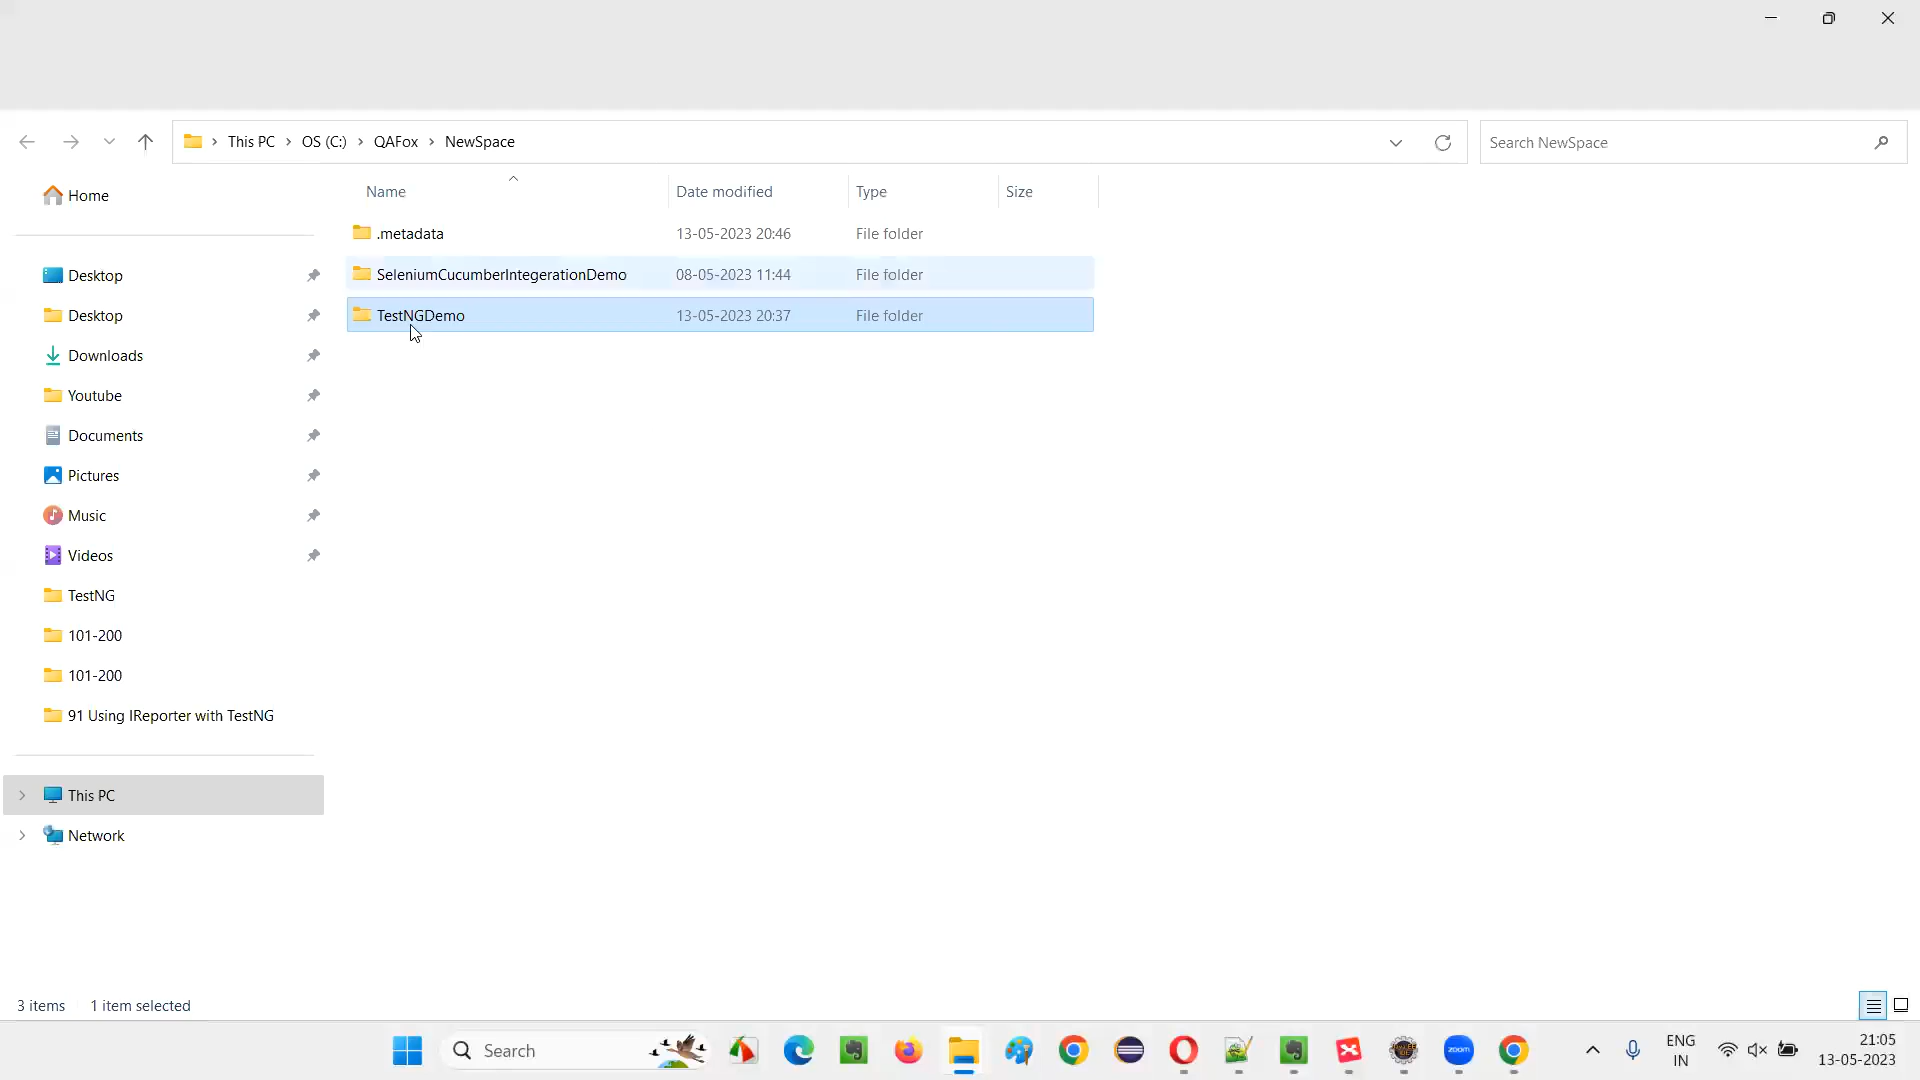 This PC > OS (C:) > QAFox > NewSpace
Search NewSpace
Name Date modified Type Size
.metadata 13-05-2023 20:46 File folder
SeleniumCucumberIntegerationDemo 08-05-2023 11:44 File folder
TestNGDemo 13-05-2023 20:37 File folder
Home
Desktop
Desktop
Downloads
Youtube
Documents
Pictures
Music
Videos
TestNG
101-200
101-200
91 Using IReporter with TestNG
This PC
Network
3 items 1 item selected
Search
zoom
ENG
IN
21:05
13-05-2023